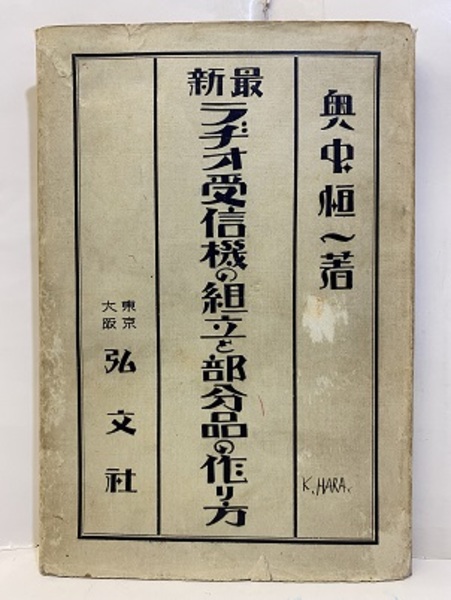 奥中恒一著
最新
ラヂオ受信機の組立と部分品の作り方
東京
大阪
弘文社
K. HARA.